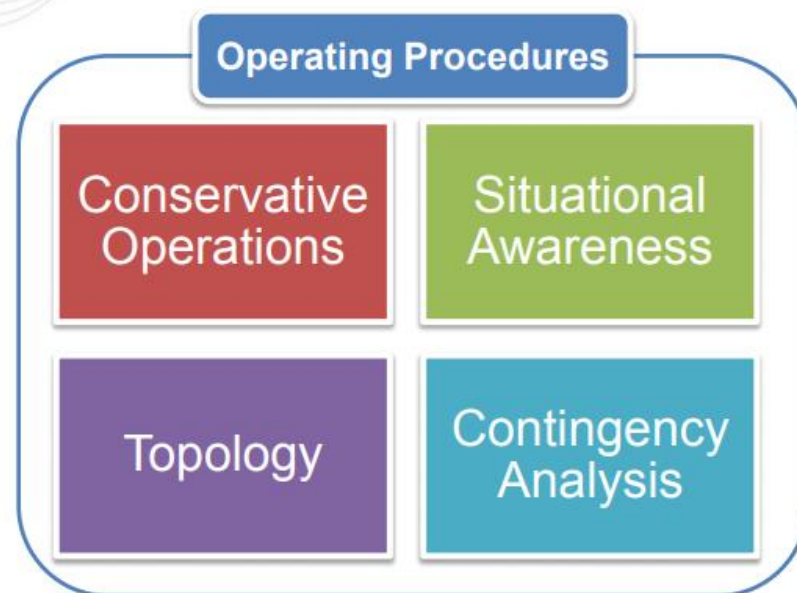 Operating Procedures
Conservative
Operations
Situational
Awareness
Topology
Contingency
Analysis